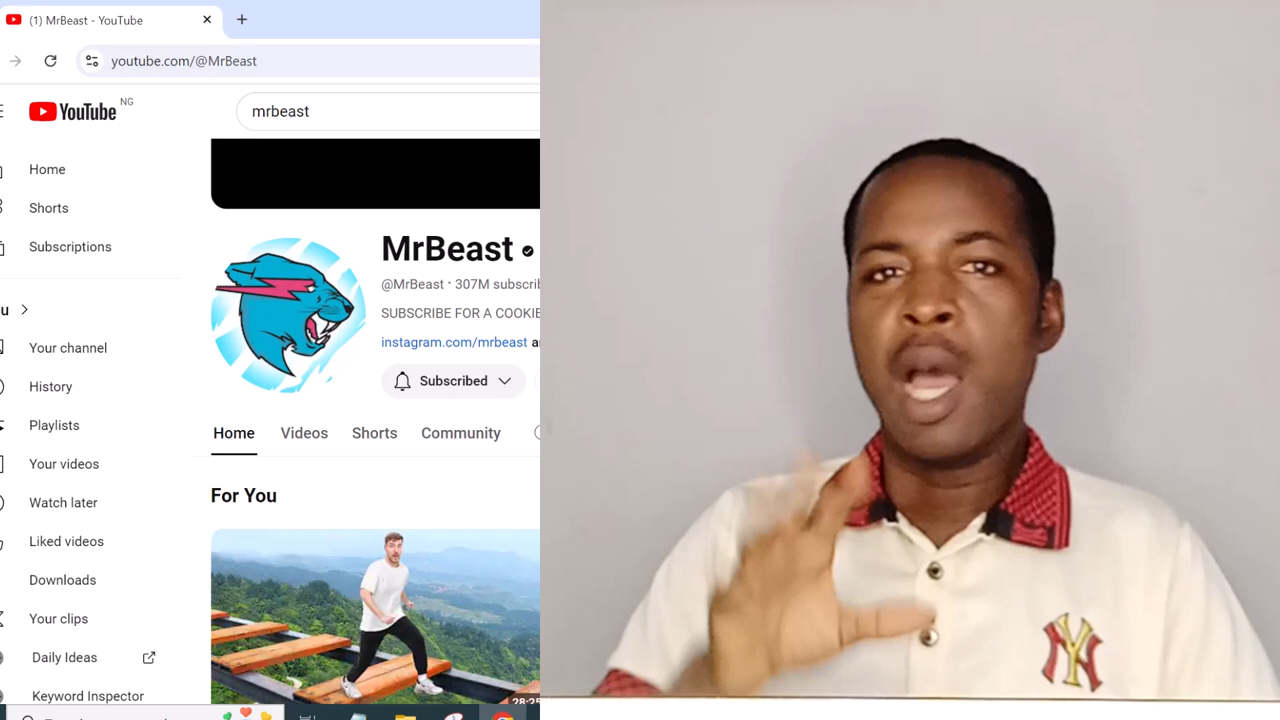 (1) MrBeast - YouTube
youtube.com/@MrBeast
YouTube NG
mrbeast
Home
Shorts
Subscriptions
MrBeast
@MrBeast · 307M
SUBSCRIBE FOR A COOKIE
instagram.com/mrbeast
Subscribed
Your channel
History
Playlists
Your videos
Watch later
Liked videos
Downloads
Your clips
Daily Ideas
Keyword Inspector
Home Videos Shorts Community
For You
NY